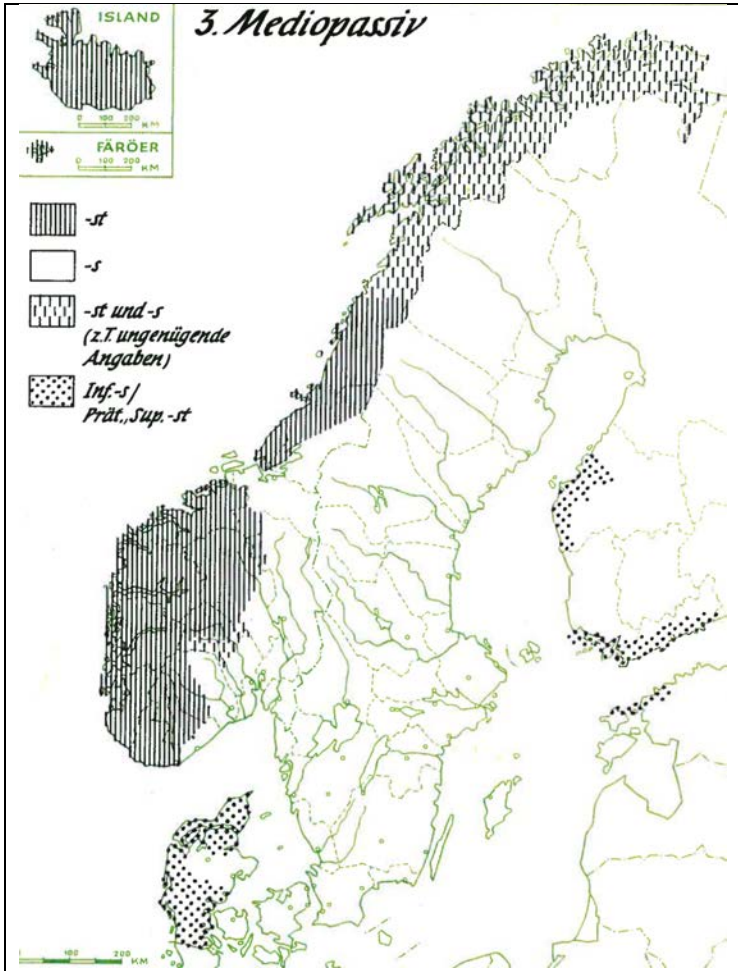 ISLAND
0 100 200
KM
FÄRÖER
0 100 200
KM
3. Mediopassiv
-st
-s
-st und -s
(z.T. ungenügende
Angaben)
Inf.-s/
Prät., Sup.-st
100 200
KM